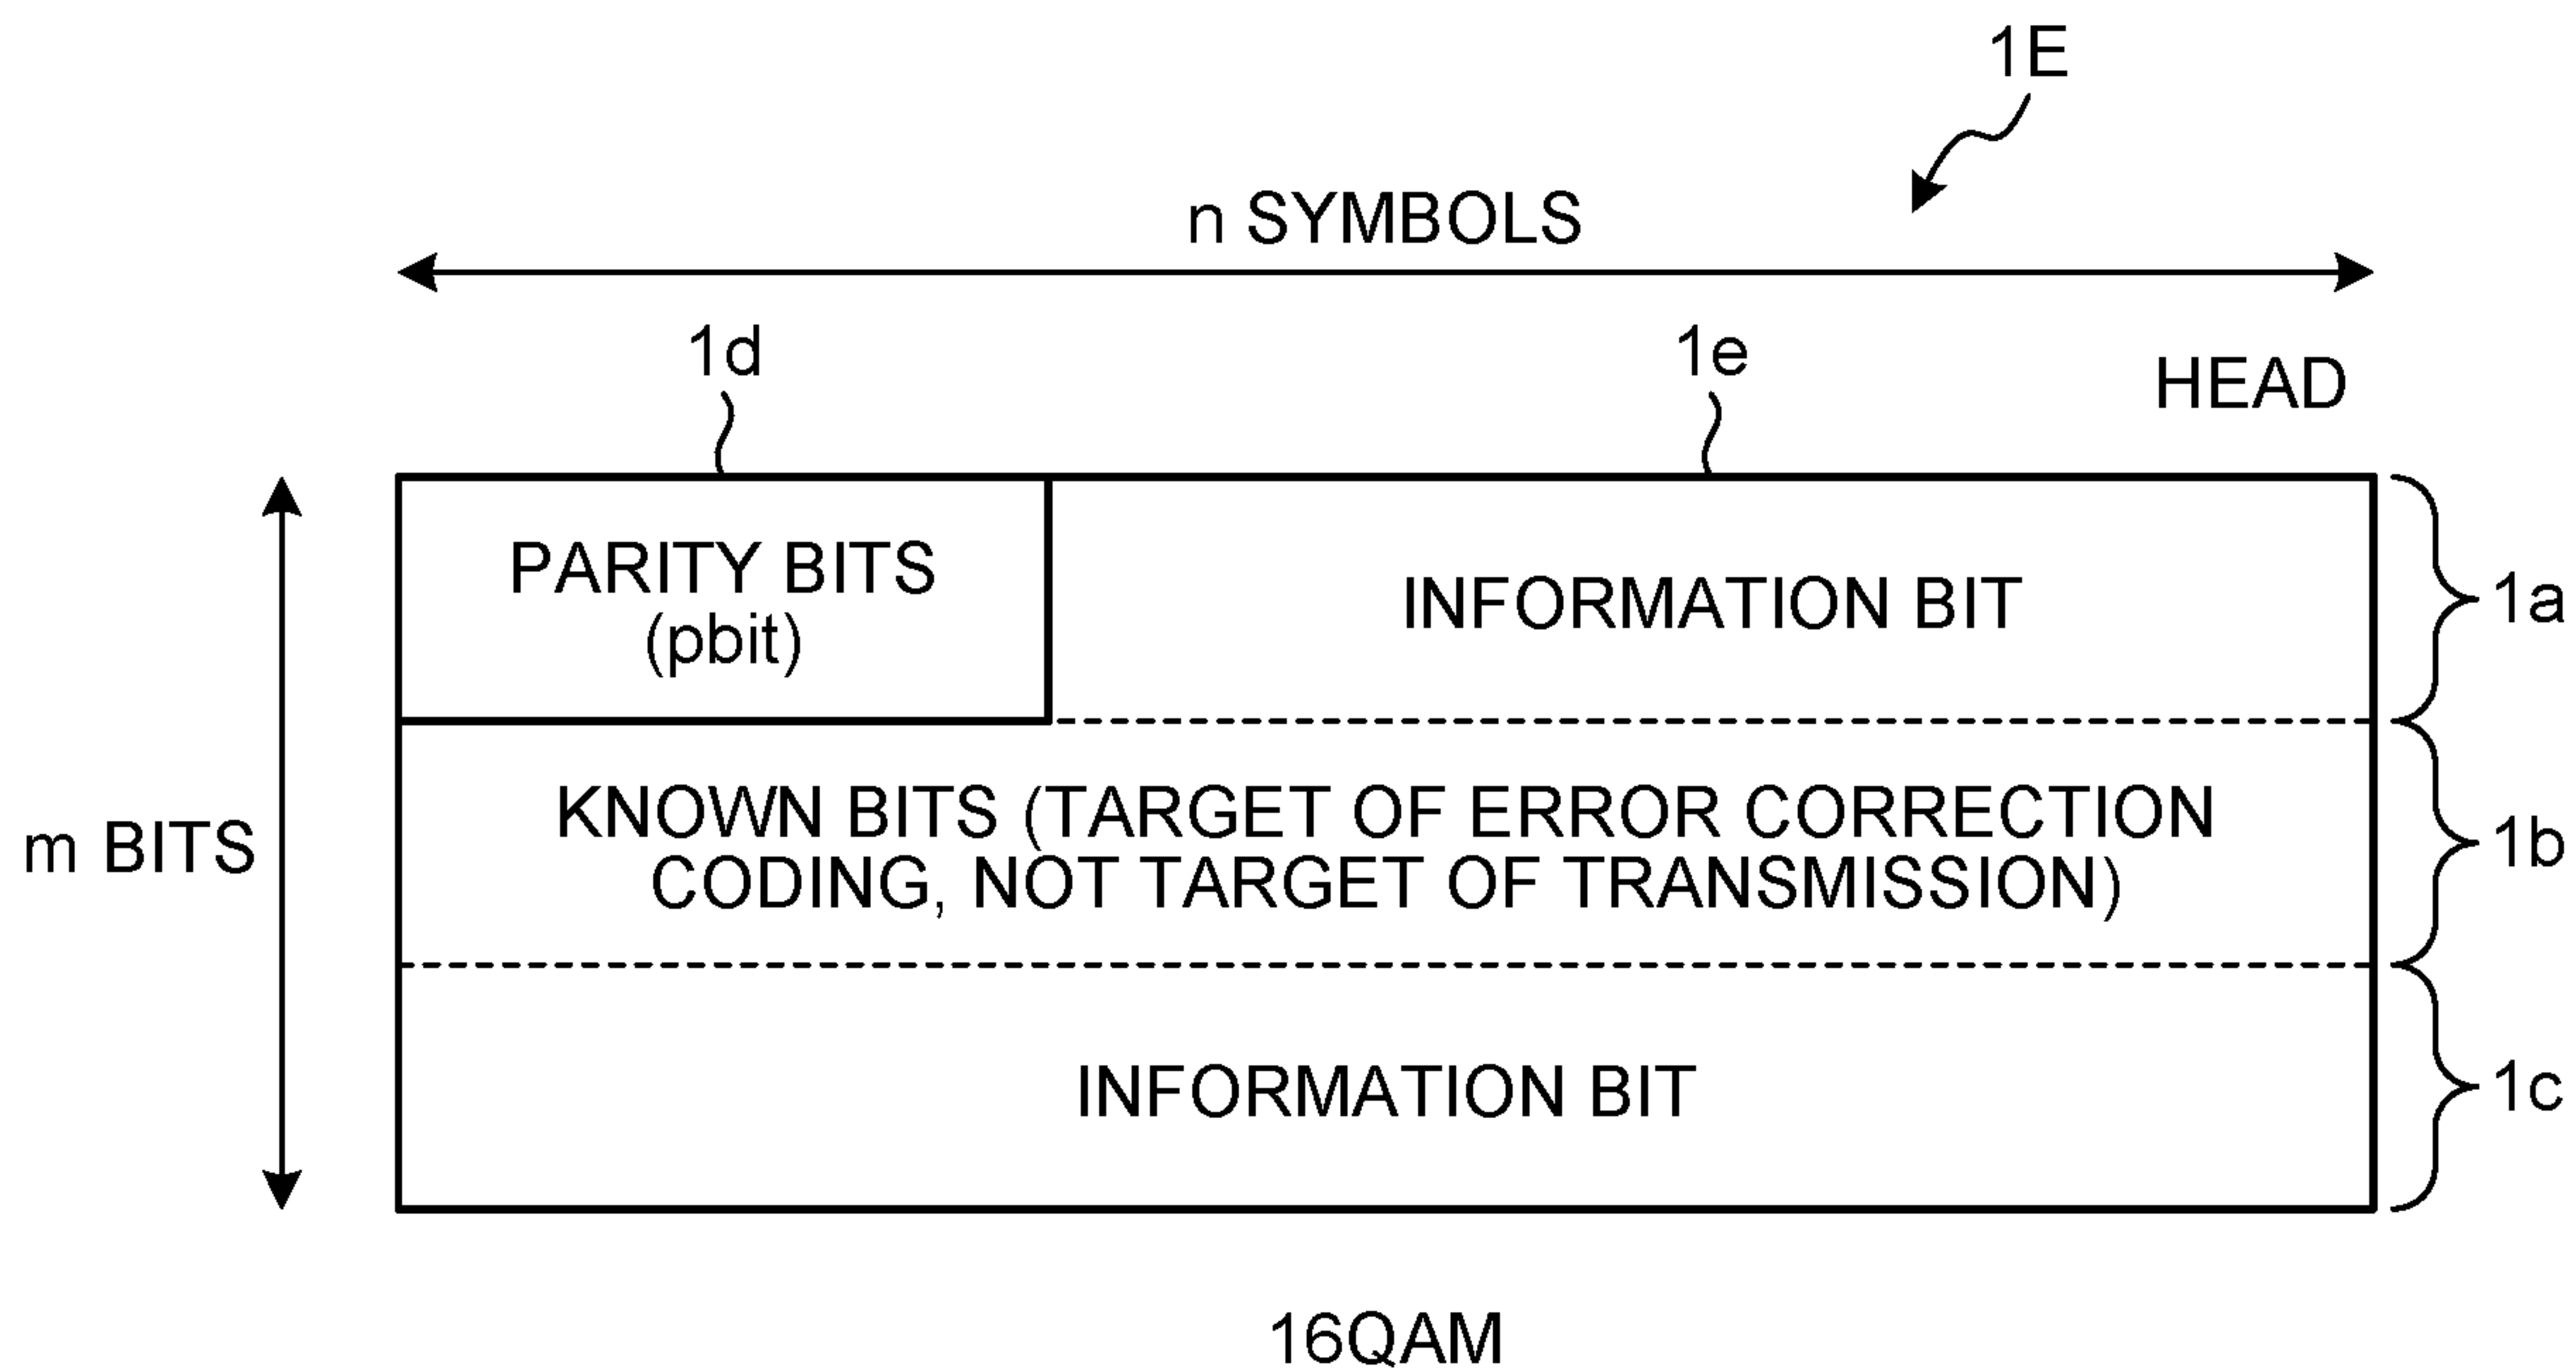 1E
n SYMBOLS
1d
1e
HEAD
PARITY BITS
(pbit)
INFORMATION BIT
1a
m BITS
KNOWN BITS (TARGET OF ERROR CORRECTION
CODING, NOT TARGET OF TRANSMISSION)
1b
INFORMATION BIT
1c
16QAM